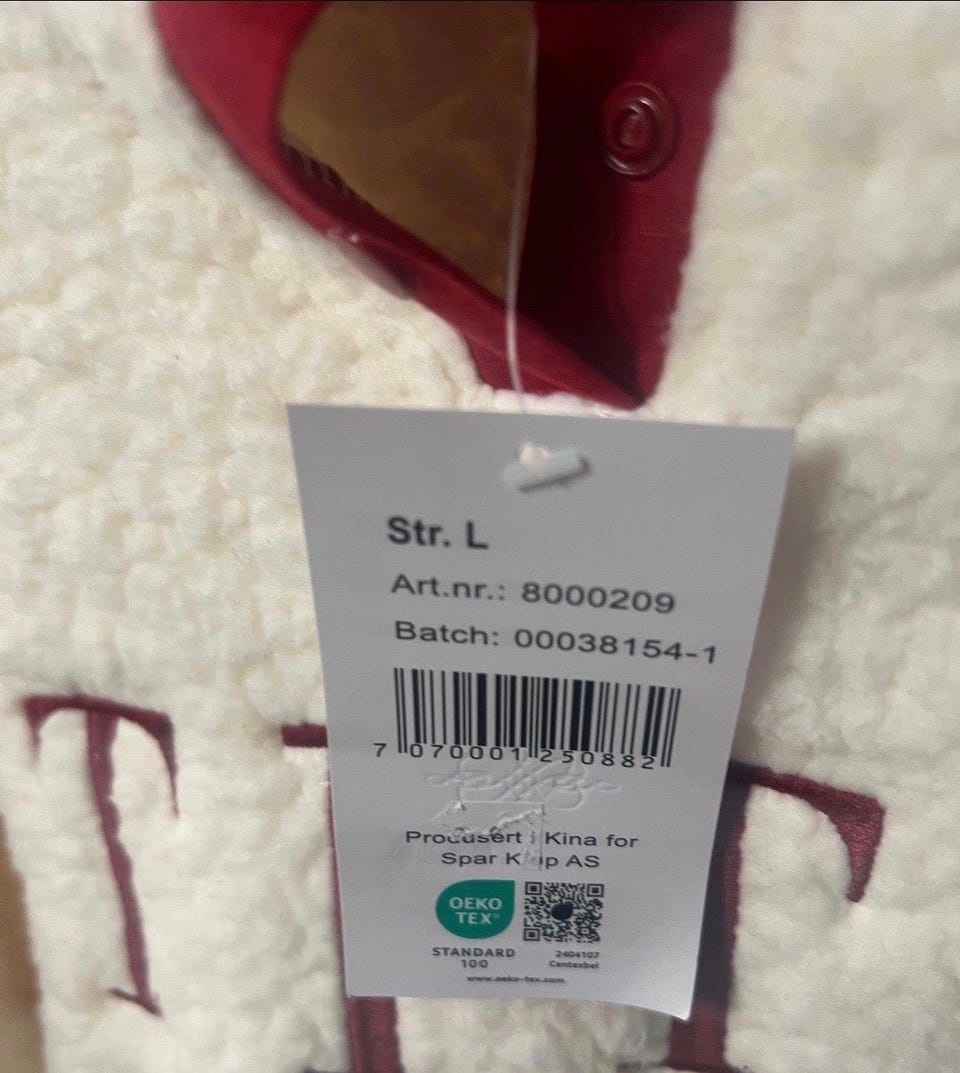 Str. L
Art.nr.: 8000209
Batch: 00038154-1
7 070001 250882
Produsert i Kina for
Spar Kjøp AS
OEKO
TEX®
STANDARD
100
2404107
Centexbel
www.oeko-tex.com
T T T